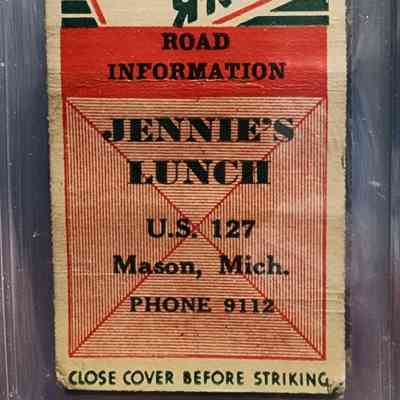 ROAD
INFORMATION
JENNIE'S
LUNCH
U.S. 127
Mason, Mich.
PHONE 9112
CLOSE COVER BEFORE STRIKING